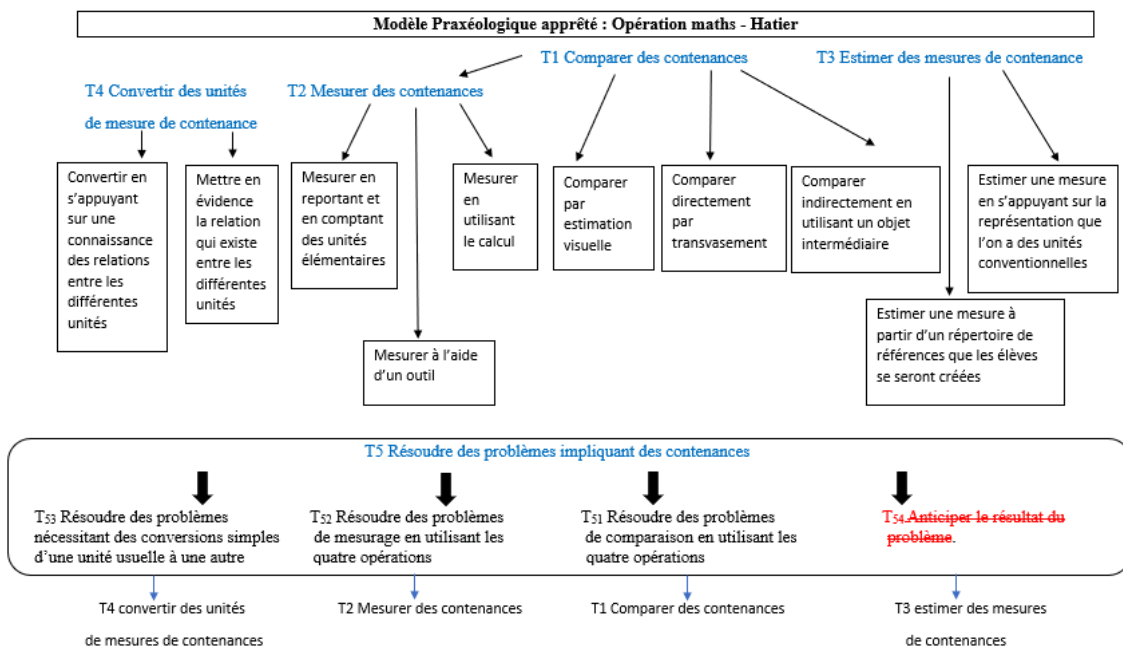 Modèle Praxéologique apprêté : Opération maths - Hatier
T1 Comparer des contenances
T3 Estimer des mesures de contenance
T4 Convertir des unités
de mesure de contenance
T2 Mesurer des contenances
Convertir en
s’appuyant
sur une
connaissance
des relations
entre les
différentes
unités
Mettre en
évidence
la relation
qui existe
entre les
différentes
unités
Mesurer en
reportant et
en comptant
des unités
élémentaires
Mesurer
en
utilisant
le calcul
Comparer
par
estimation
visuelle
Comparer
directement
par
transvasement
Comparer
indirectement en
utilisant un objet
intermédiaire
Estimer une mesure
en s’appuyant sur la
représentation que
l’on a des unités
conventionnelles
Mesurer à l’aide
d’un outil
Estimer une mesure à
partir d’un répertoire de
références que les élèves
se seront créées
T5 Résoudre des problèmes impliquant des contenances
T53 Résoudre des problèmes
nécessitant des conversions simples
d’une unité usuelle à une autre
T52 Résoudre des problèmes
de mesurage en utilisant les
quatre opérations
T51 Résoudre des problèmes
de comparaison en utilisant les
quatre opérations
T54 Anticiper le résultat du
problème.
T4 convertir des unités
de mesures de contenances
T2 Mesurer des contenances
T1 Comparer des contenances
T3 estimer des mesures
de contenances